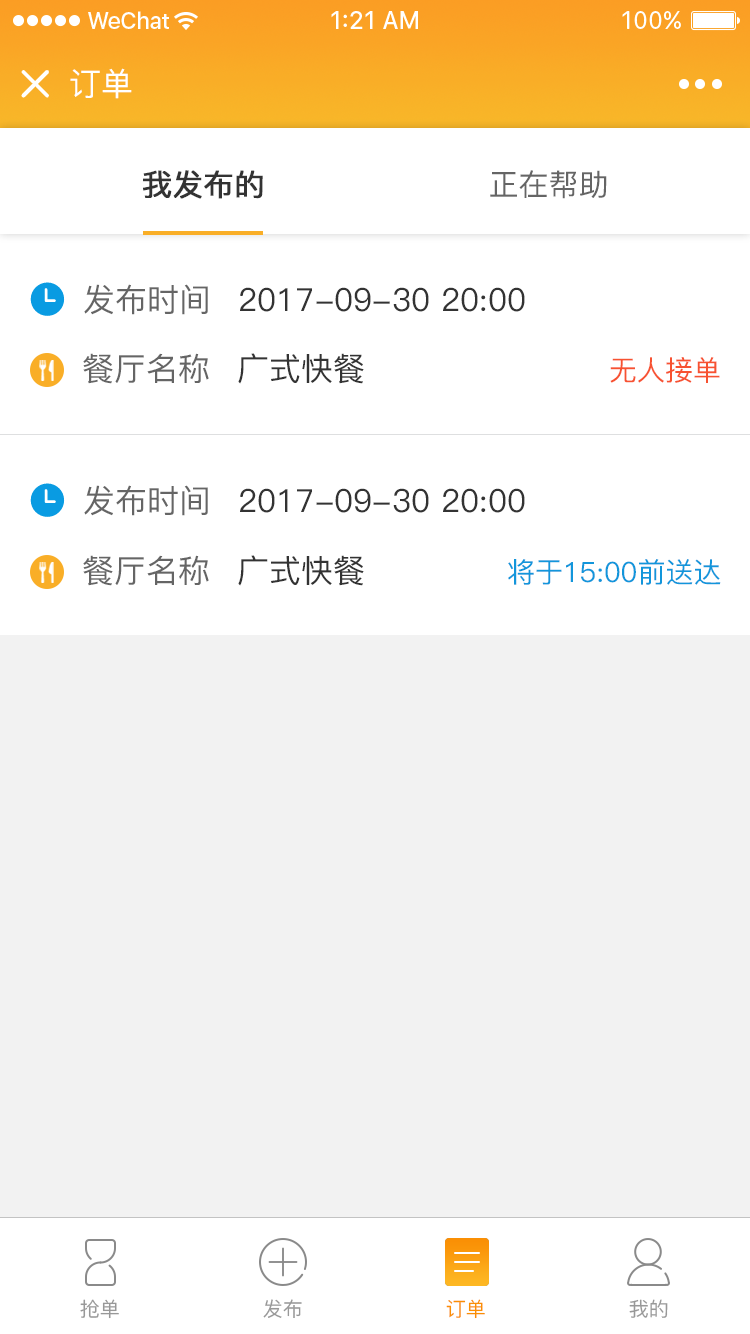 WeChat 1:21 AM 100%
订单
我发布的 正在帮助
发布时间 2017-09-30 20:00
餐厅名称 广式快餐 无人接单
发布时间 2017-09-30 20:00
餐厅名称 广式快餐 将于15:00前送达
抢单 发布 订单 我的